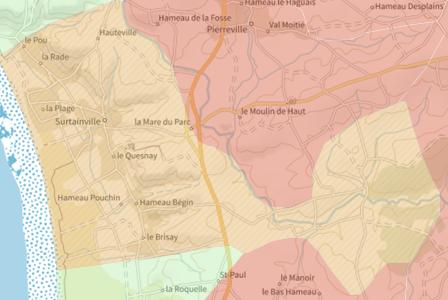 Hameau le Haguais
Hameau Desplains
Hameau de la Fosse
Val Moitié
Pierreville
Hauteville
le Pou
la Rade
la Plage
Surtainville
la Mare du Parc
le Moulin de Haut
le Quesnay
Hameau Pouchin
Hameau Bégin
le Brisay
St-Paul
le Manoir
la Roquelle
le Bas Hameau